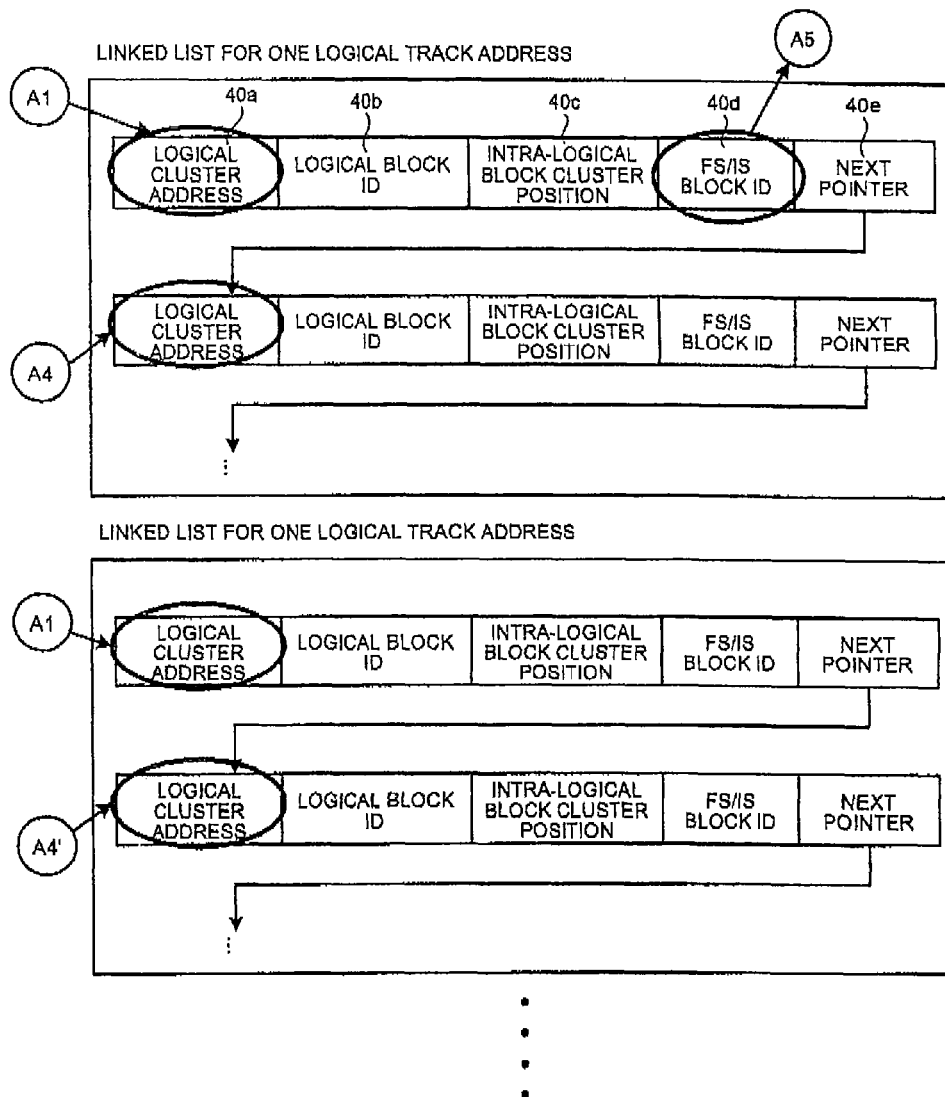 LINKED LIST FOR ONE LOGICAL TRACK ADDRESS
A5
A1
40a
40b
40c
40d
40e
LOGICAL
CLUSTER
ADDRESS
LOGICAL BLOCK
ID
INTRA-LOGICAL
BLOCK CLUSTER
POSITION
FS/IS
BLOCK ID
NEXT
POINTER
A4
LOGICAL
CLUSTER
ADDRESS
LOGICAL BLOCK
ID
INTRA-LOGICAL
BLOCK CLUSTER
POSITION
FS/IS
BLOCK ID
NEXT
POINTER
LINKED LIST FOR ONE LOGICAL TRACK ADDRESS
A1
LOGICAL
CLUSTER
ADDRESS
LOGICAL BLOCK
ID
INTRA-LOGICAL
BLOCK CLUSTER
POSITION
FS/IS
BLOCK ID
NEXT
POINTER
A4'
LOGICAL
CLUSTER
ADDRESS
LOGICAL BLOCK
ID
INTRA-LOGICAL
BLOCK CLUSTER
POSITION
FS/IS
BLOCK ID
NEXT
POINTER